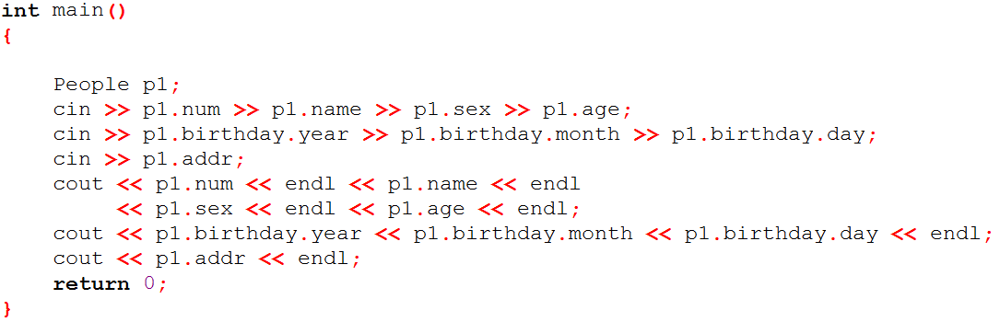 int main()
{
    People p1;
    cin >> p1.num >> p1.name >> p1.sex >> p1.age;
    cin >> p1.birthday.year >> p1.birthday.month >> p1.birthday.day;
    cin >> p1.addr;
    cout << p1.num << endl << p1.name << endl
         << p1.sex << endl << p1.age << endl;
    cout << p1.birthday.year << p1.birthday.month << p1.birthday.day << endl;
    cout << p1.addr << endl;
    return 0;
}